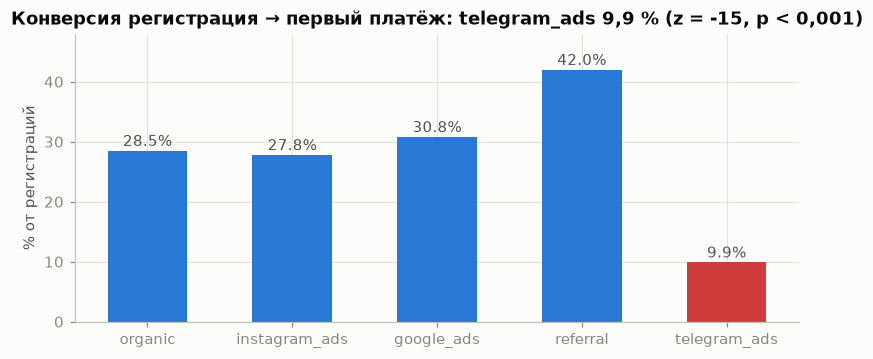 Конверсия регистрация → первый платёж: telegram_ads 9,9 % (z = -15, p < 0,001)
% от регистраций
40
30
20
10
0
28.5%
27.8%
30.8%
42.0%
9.9%
organic
instagram_ads
google_ads
referral
telegram_ads